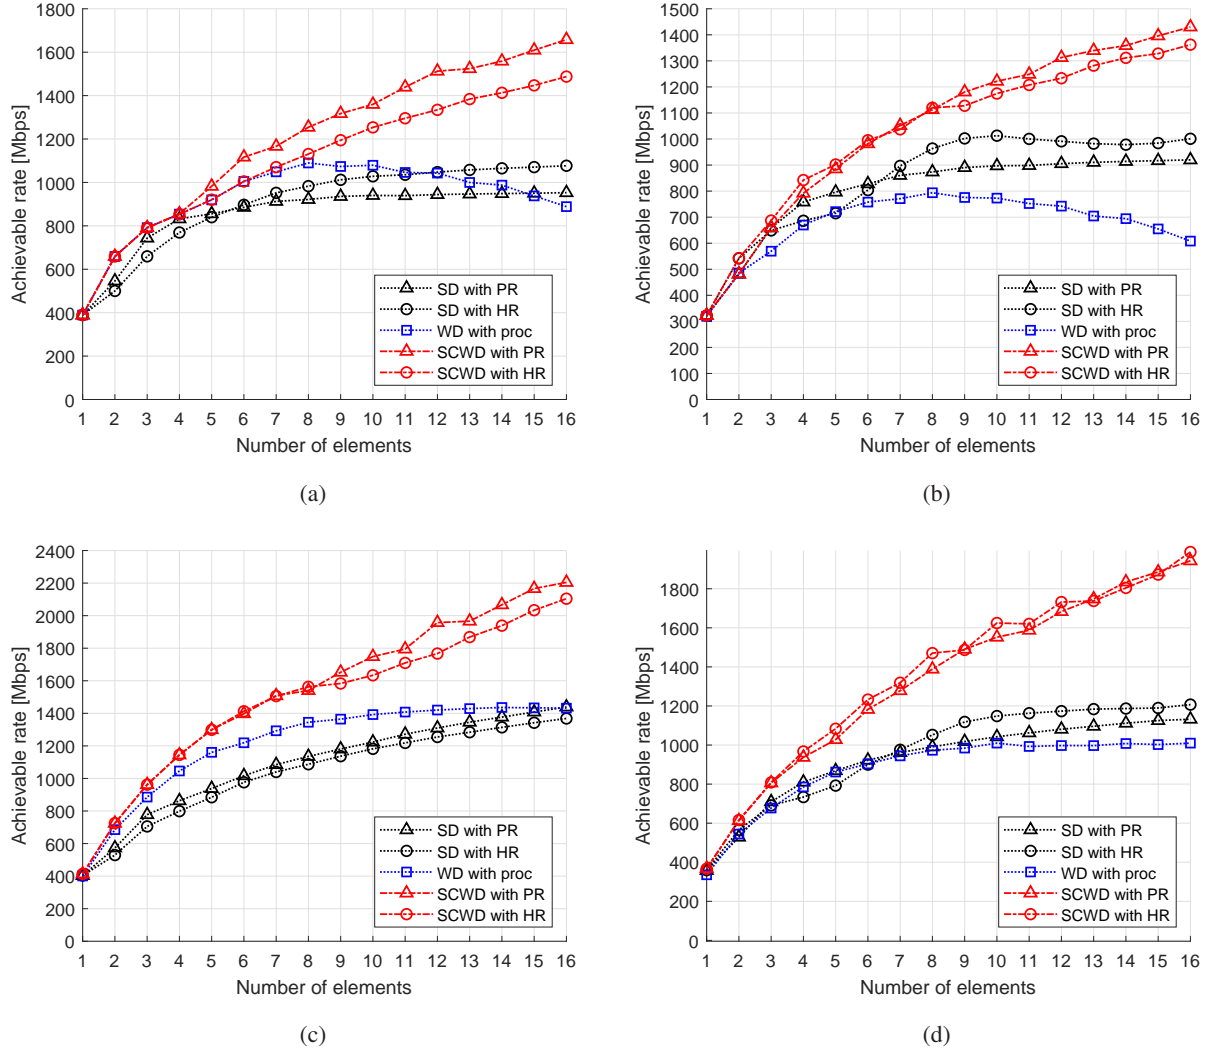 1800
1600
1400
1200
1000
800
600
400
200
0
Achievable rate [Mbps]
SD with PR
SD with HR
WD with proc
SCWD with PR
SCWD with HR
1 2 3 4 5 6 7 8 9 10 11 12 13 14 15 16
Number of elements
(a)
1500
1400
1300
1200
1100
1000
900
800
700
600
500
400
300
200
100
0
Achievable rate [Mbps]
SD with PR
SD with HR
WD with proc
SCWD with PR
SCWD with HR
1 2 3 4 5 6 7 8 9 10 11 12 13 14 15 16
Number of elements
(b)
2400
2200
2000
1800
1600
1400
1200
1000
800
600
400
200
0
Achievable rate [Mbps]
SD with PR
SD with HR
WD with proc
SCWD with PR
SCWD with HR
1 2 3 4 5 6 7 8 9 10 11 12 13 14 15 16
Number of elements
(c)
1800
1600
1400
1200
1000
800
600
400
200
0
Achievable rate [Mbps]
SD with PR
SD with HR
WD with proc
SCWD with PR
SCWD with HR
1 2 3 4 5 6 7 8 9 10 11 12 13 14 15 16
Number of elements
(d)